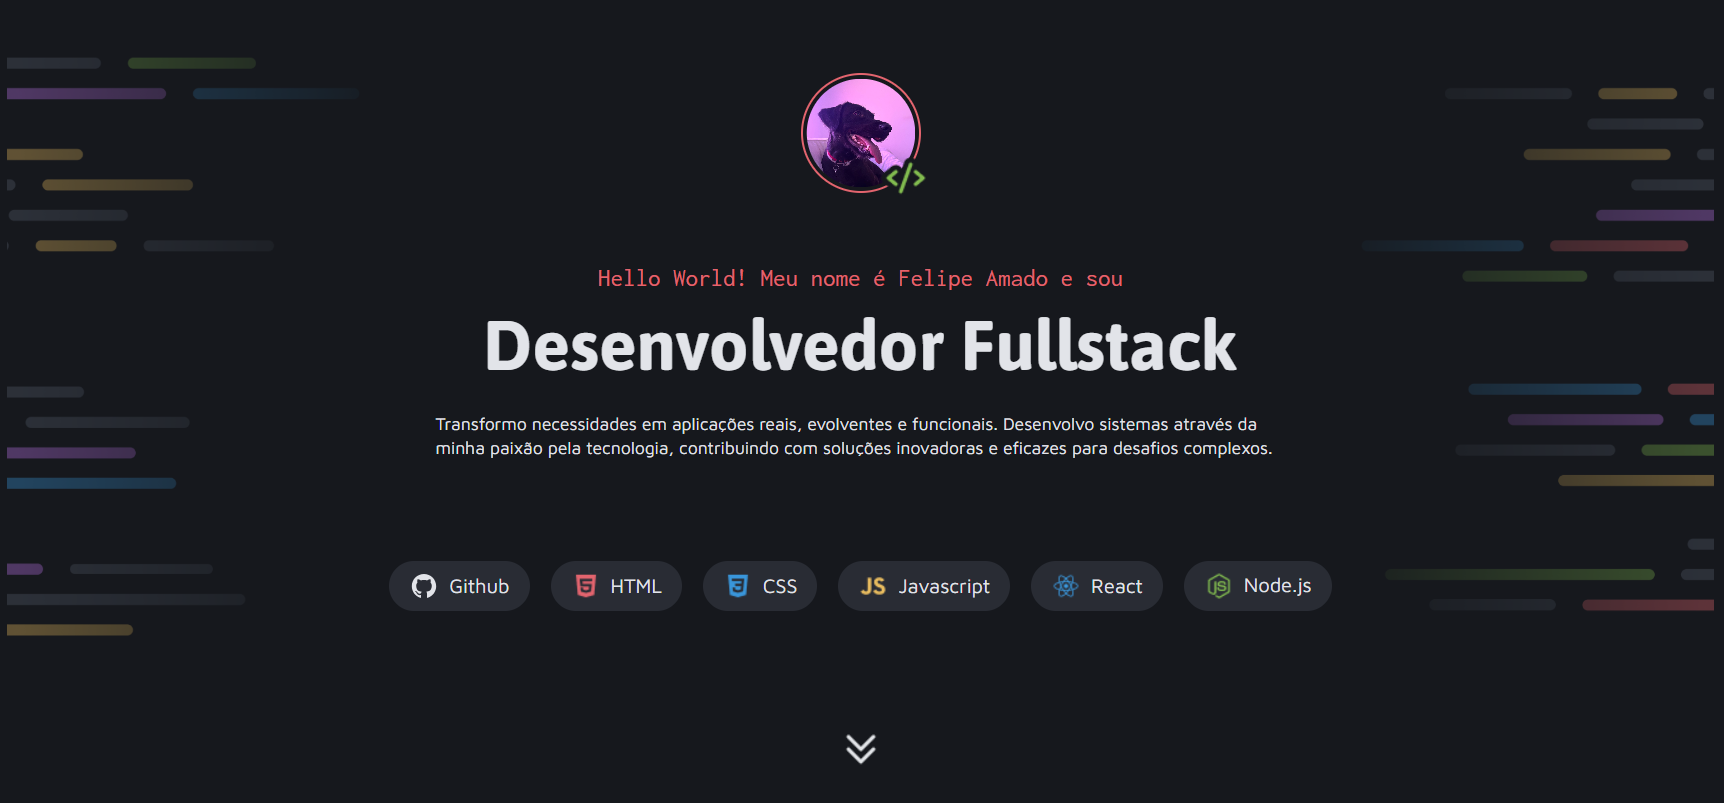 </>
Hello World! Meu nome é Felipe Amado e sou
Desenvolvedor Fullstack
Transformo necessidades em aplicações reais, evolventes e funcionais. Desenvolvo sistemas através da
minha paixão pela tecnologia, contribuindo com soluções inovadoras e eficazes para desafios complexos.
Github HTML CSS JS Javascript React Node.js